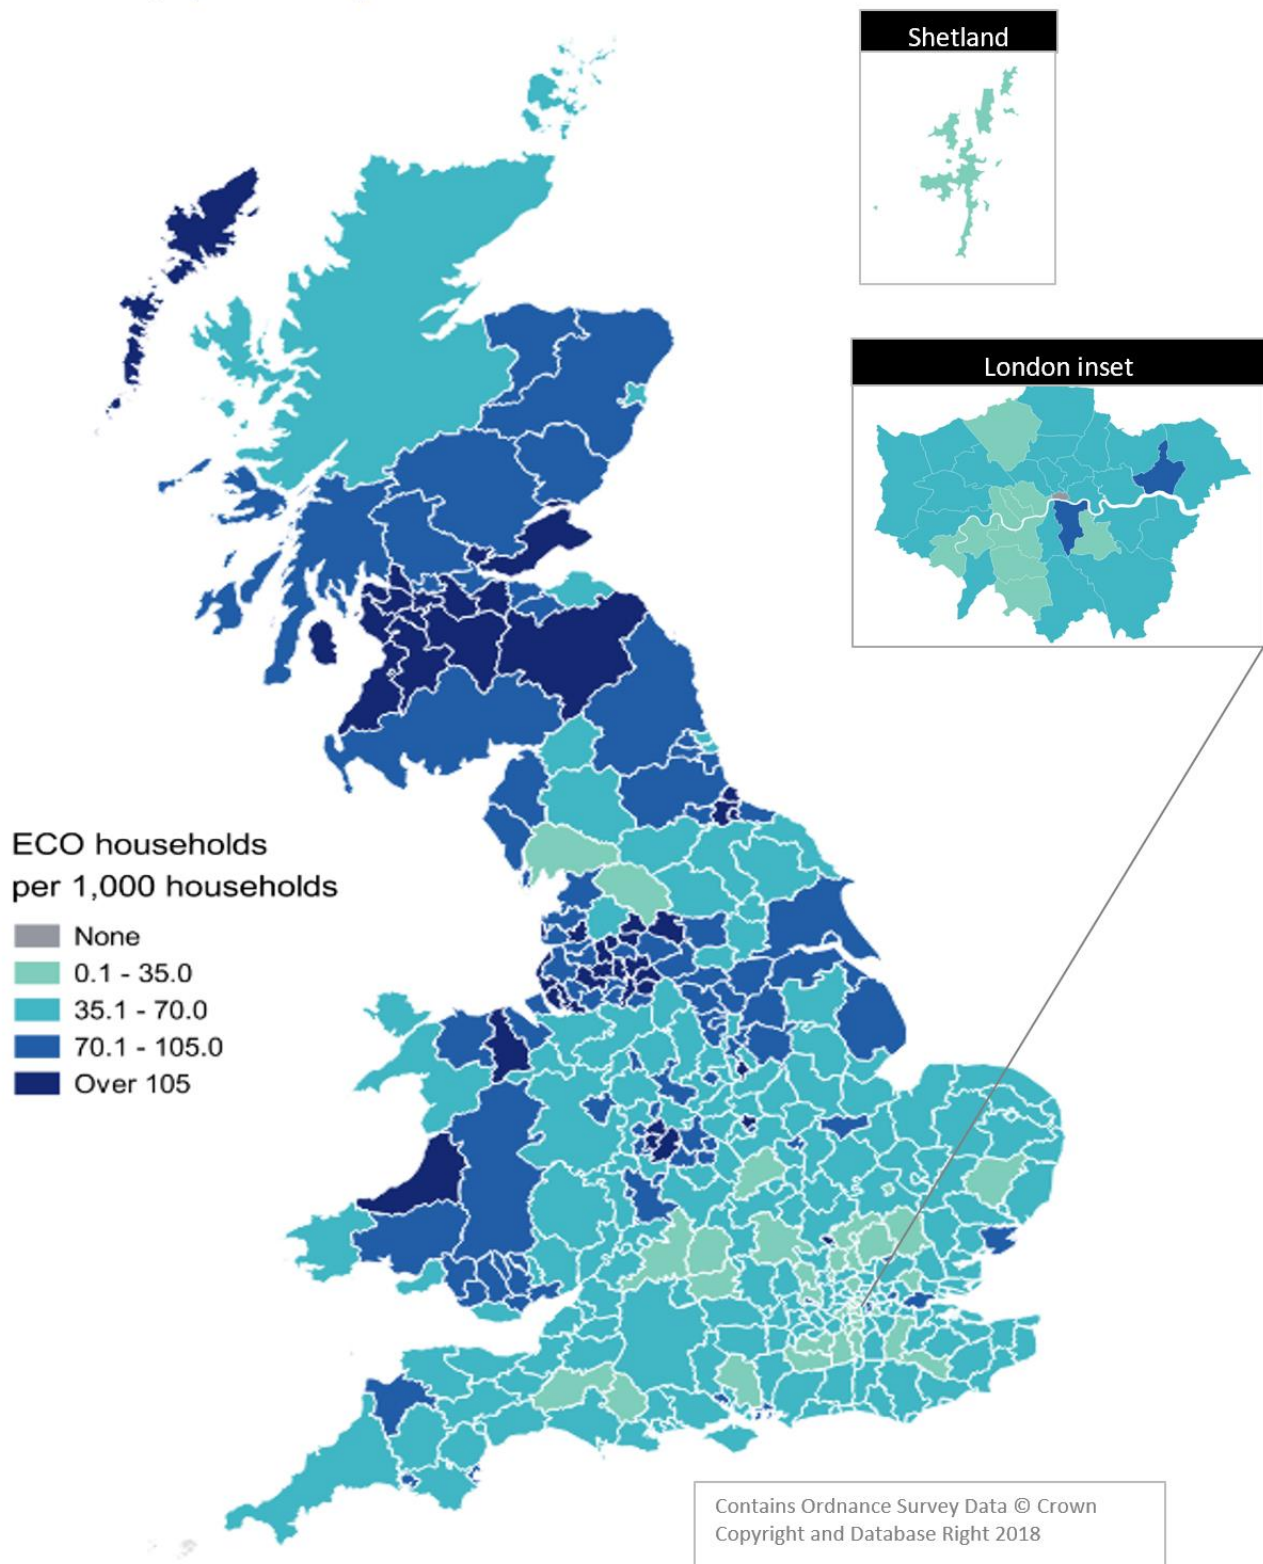 Shetland
London inset
ECO households
per 1,000 households
None
0.1 - 35.0
35.1 - 70.0
70.1 - 105.0
Over 105
Contains Ordnance Survey Data © Crown
Copyright and Database Right 2018